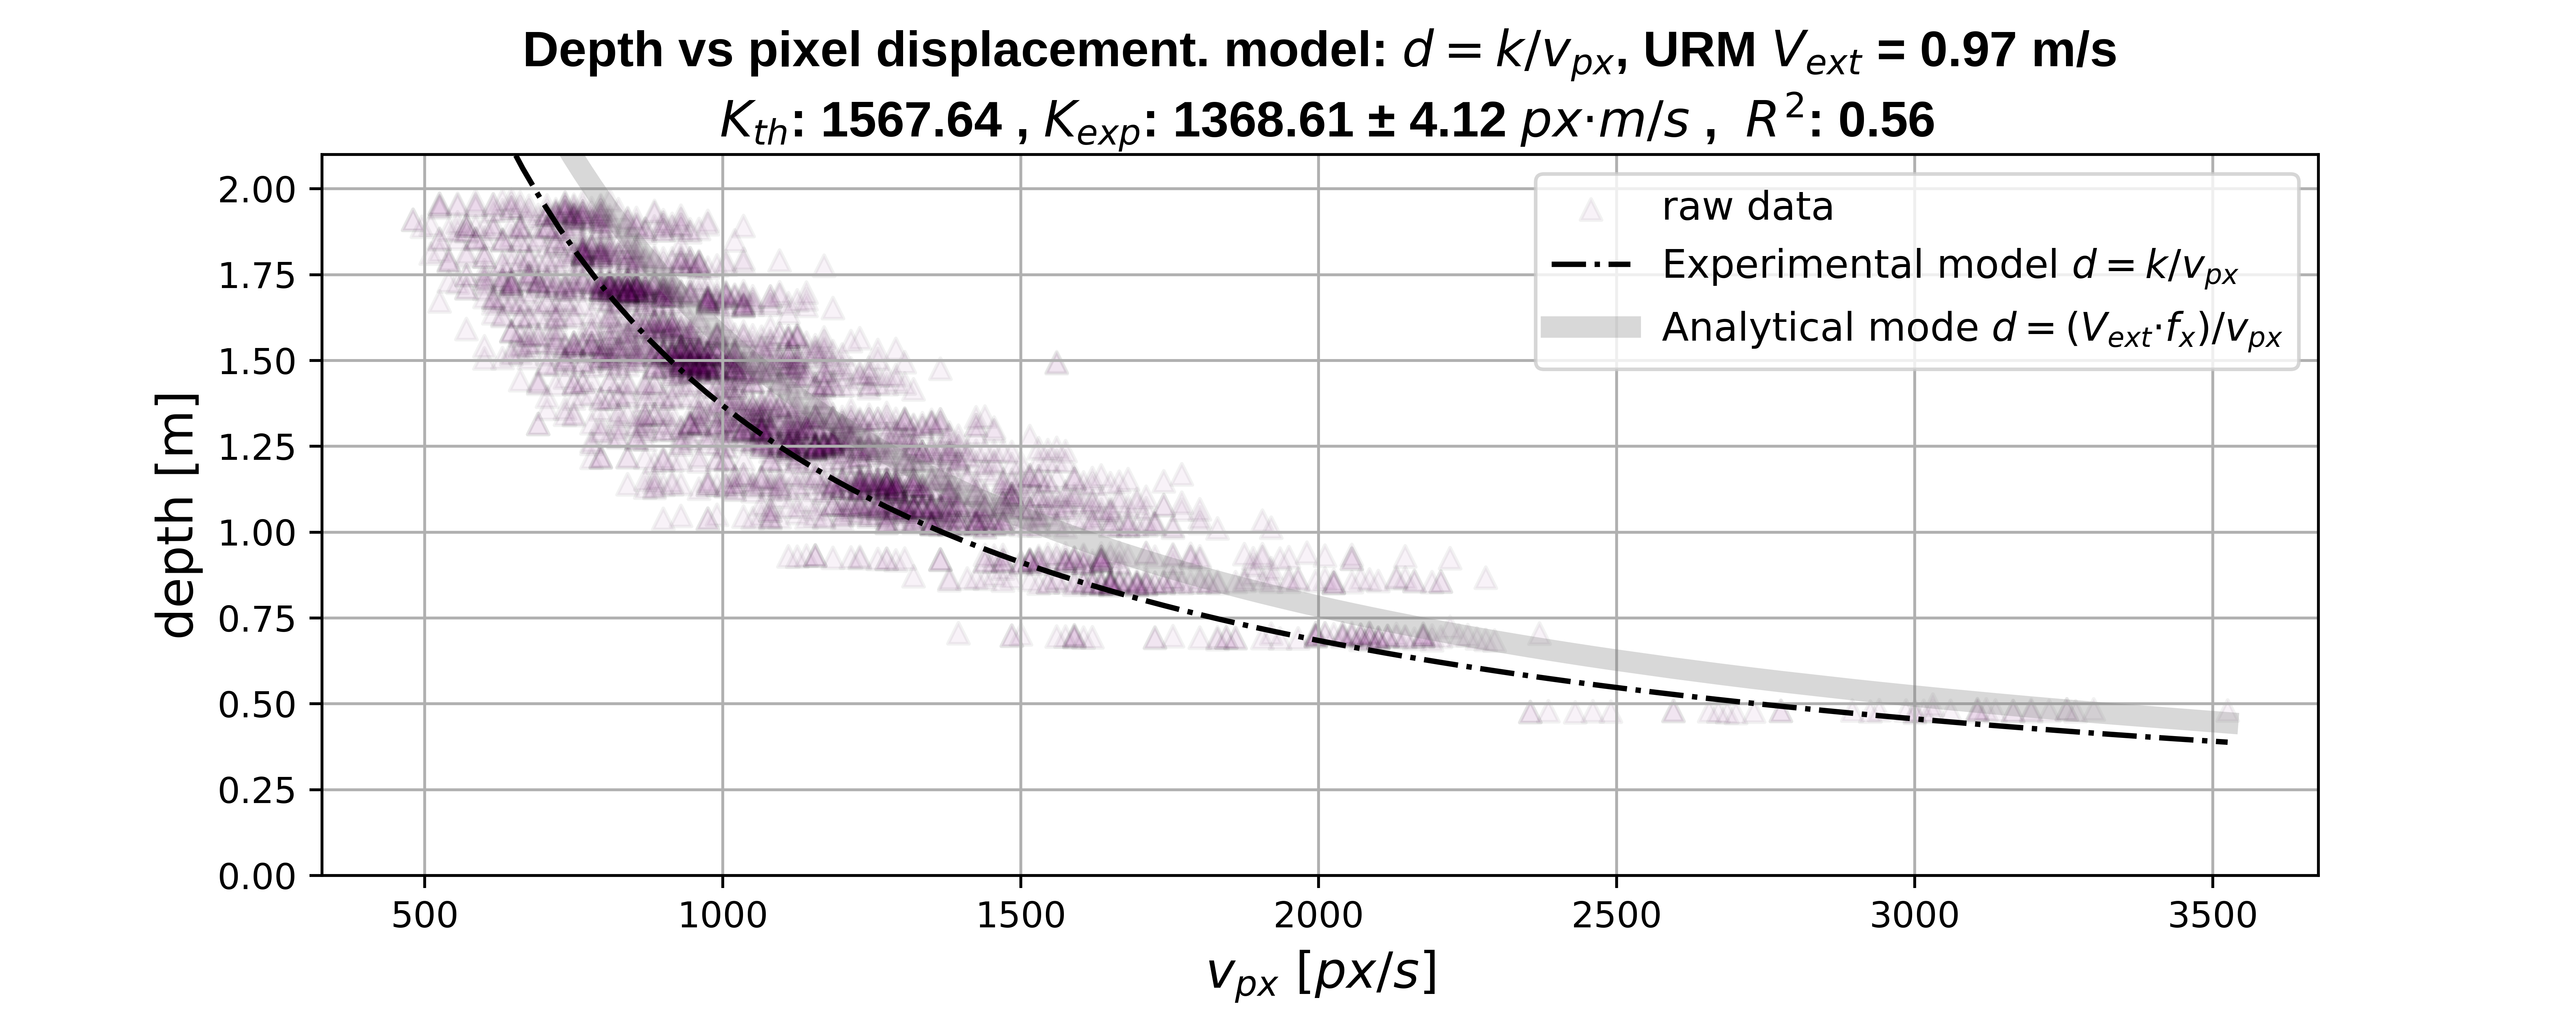 Depth vs pixel displacement. model: d = k/v_px, URM V_ext = 0.97 m/s
K_th: 1567.64 , K_exp: 1368.61 ± 4.12 px·m/s , R²: 0.56
raw data
Experimental model d = k/v_px
Analytical mode d = (V_ext·f_x)/v_px
depth [m]
2.00
1.75
1.50
1.25
1.00
0.75
0.50
0.25
0.00
500 1000 1500 2000 2500 3000 3500
v_px [px/s]